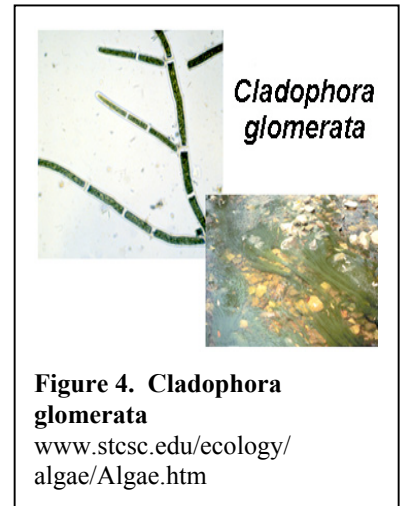 Cladophora
glomerata
Figure 4. Cladophora
glomerata
www.stcsc.edu/ecology/
algae/Algae.htm